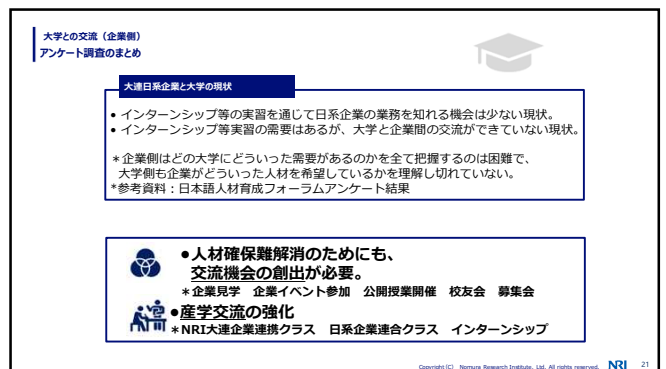 大学との交流（企業側）
アンケート調査のまとめ
大連日系企業と大学の現状
• インターンシップ等の実習を通じて日系企業の業務を知れる機会は少ない現状。
• インターンシップ等実習の需要はあるが、大学と企業間の交流ができていない現状。
＊企業側はどの大学にどういった需要があるのかを全て把握するのは困難で、
大学側も企業がどういった人材を希望しているかを理解し切れていない。
*参考資料：日本語人材育成フォーラムアンケート結果
●人材確保難解消のためにも、
交流機会の創出が必要。
＊企業見学　企業イベント参加　公開授業開催　校友会　募集会
●産学交流の強化
＊NRI大連企業連携クラス　日系企業連合クラス　インターンシップ
Copyright (C) Nomura Research Institute, Ltd. All rights reserved. NRI 21